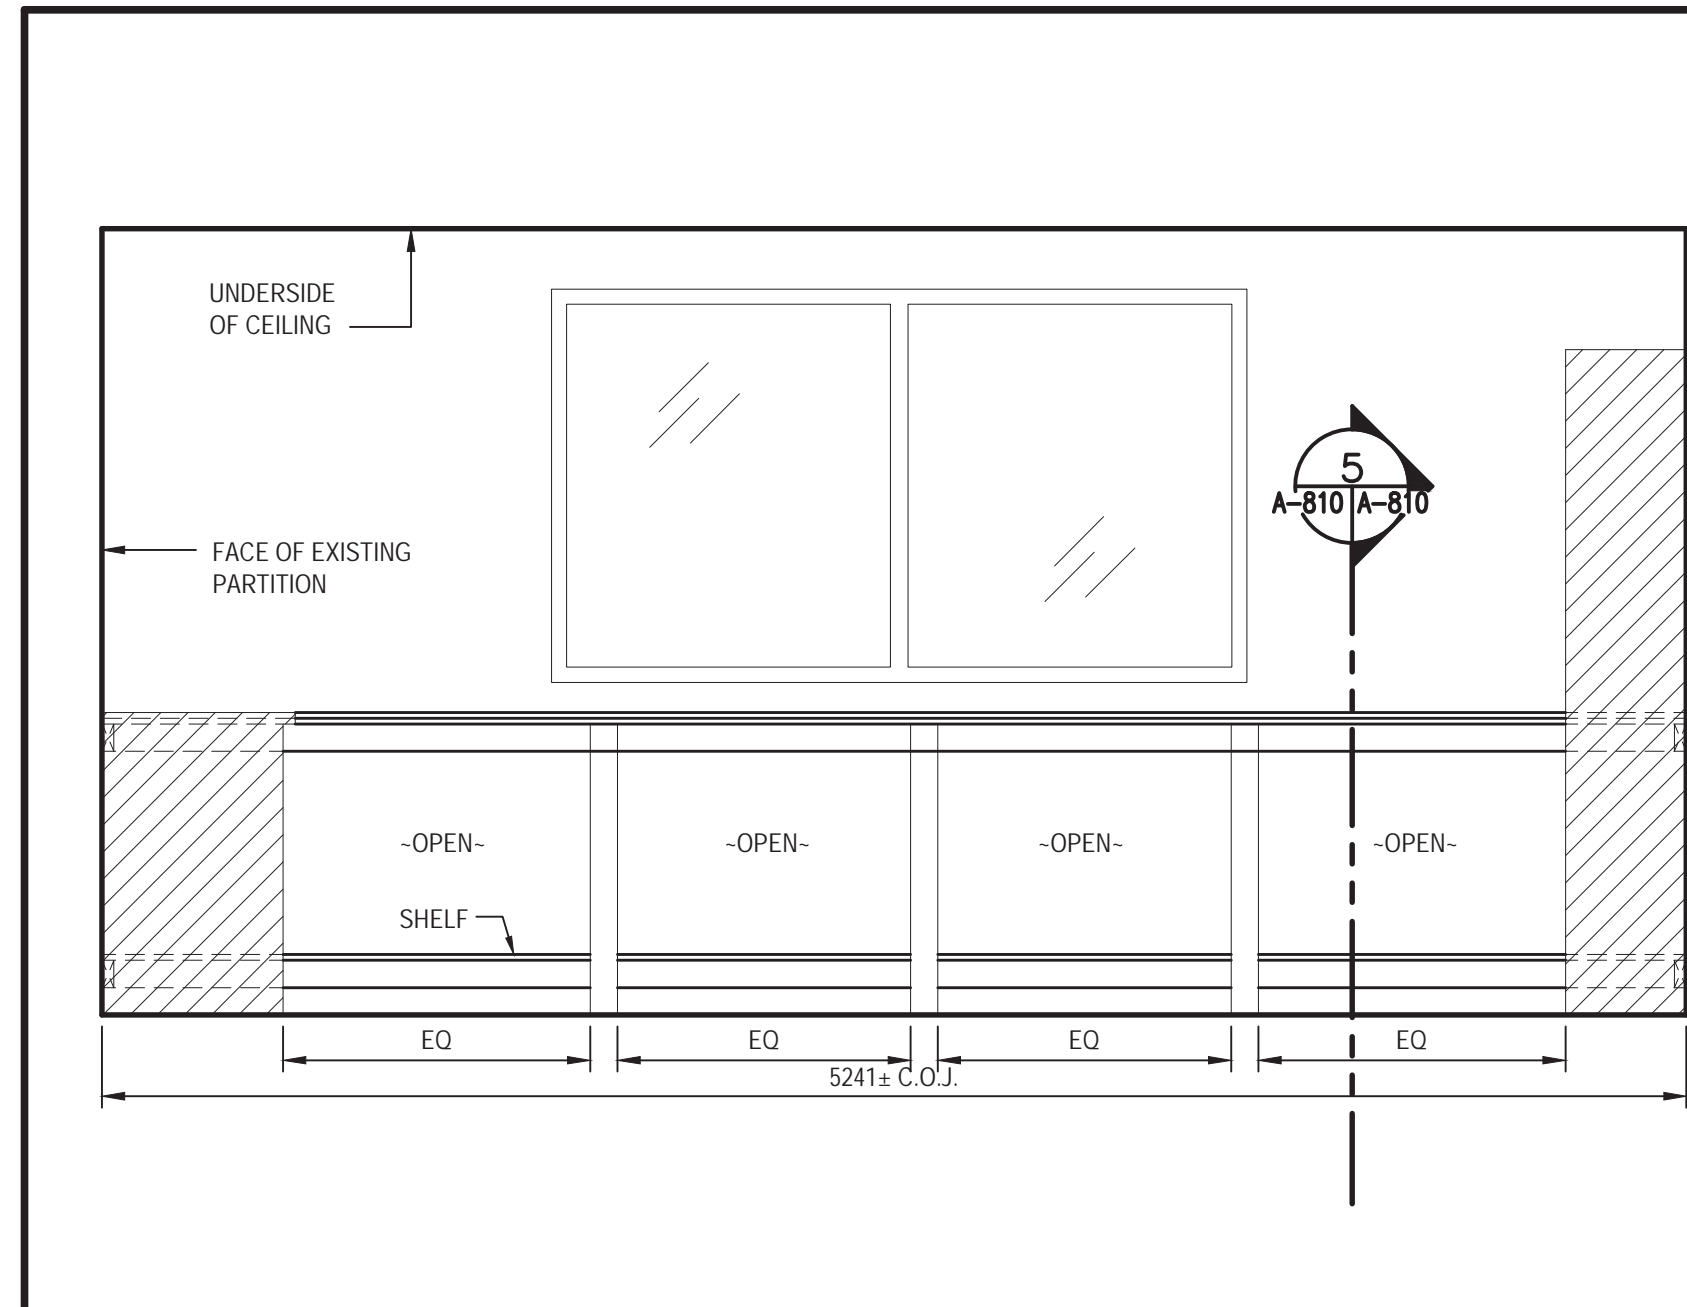 UNDERSIDE
OF CEILING
5
A-810 A-810
FACE OF EXISTING
PARTITION
~OPEN~ ~OPEN~ ~OPEN~ ~OPEN~
SHELF
EQ EQ EQ EQ
5241± C.O.J.